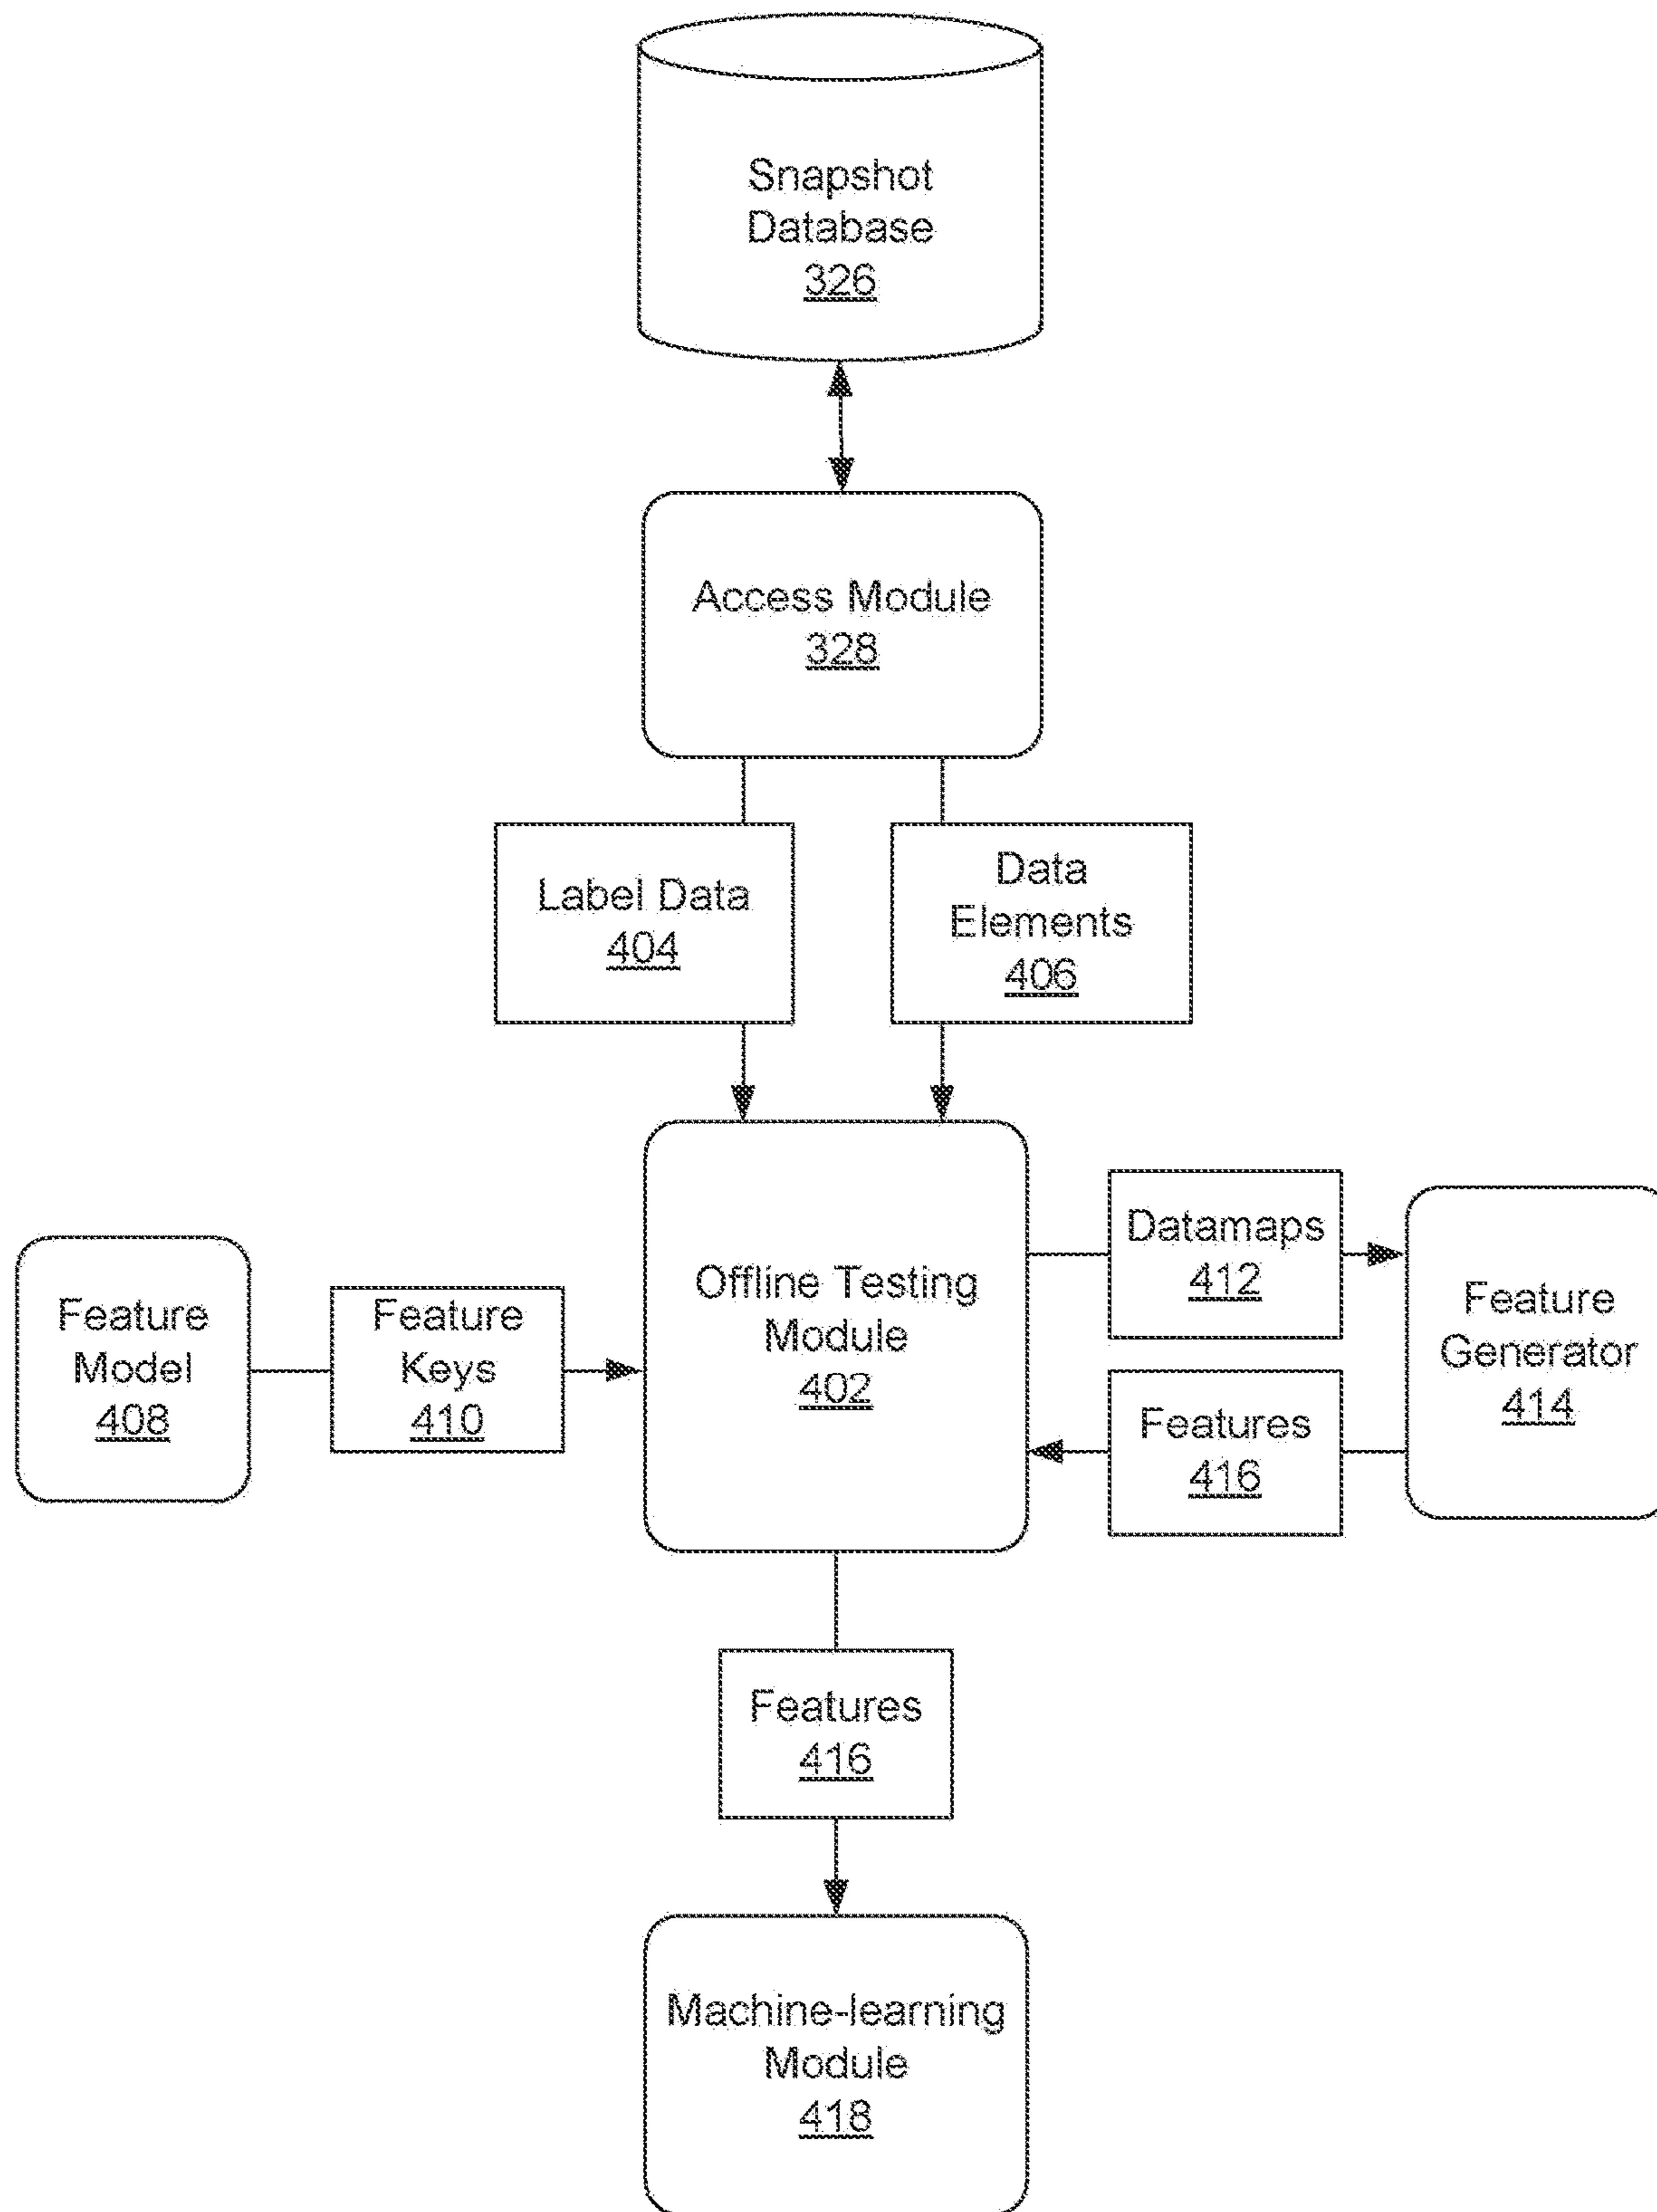 Snapshot
Database
326
Access Module
328
Label Data
404
Data
Elements
406
Feature
Model
408
Feature
Keys
410
Offline Testing
Module
402
Datamaps
412
Features
416
Feature
Generator
414
Features
416
Machine-learning
Module
418